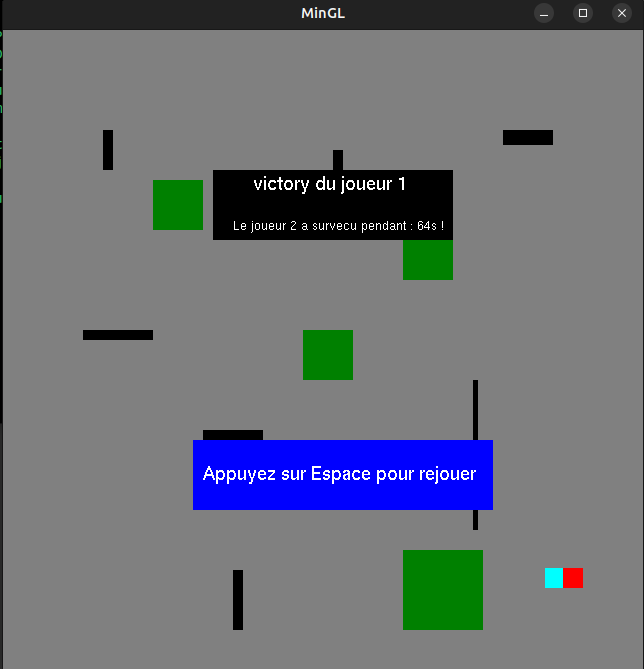 MinGL
victory du joueur 1
Le joueur 2 a survecu pendant : 64s !
Appuyez sur Espace pour rejouer